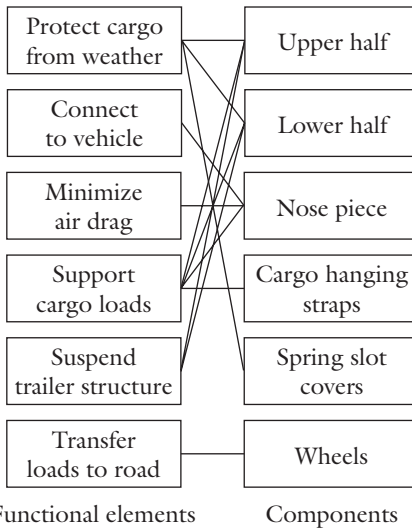 Protect cargo
from weather
Upper half
Connect
to vehicle
Lower half
Minimize
air drag
Nose piece
Support
cargo loads
Cargo hanging
straps
Suspend
trailer structure
Spring slot
covers
Transfer
loads to road
Wheels
Functional elements
Components